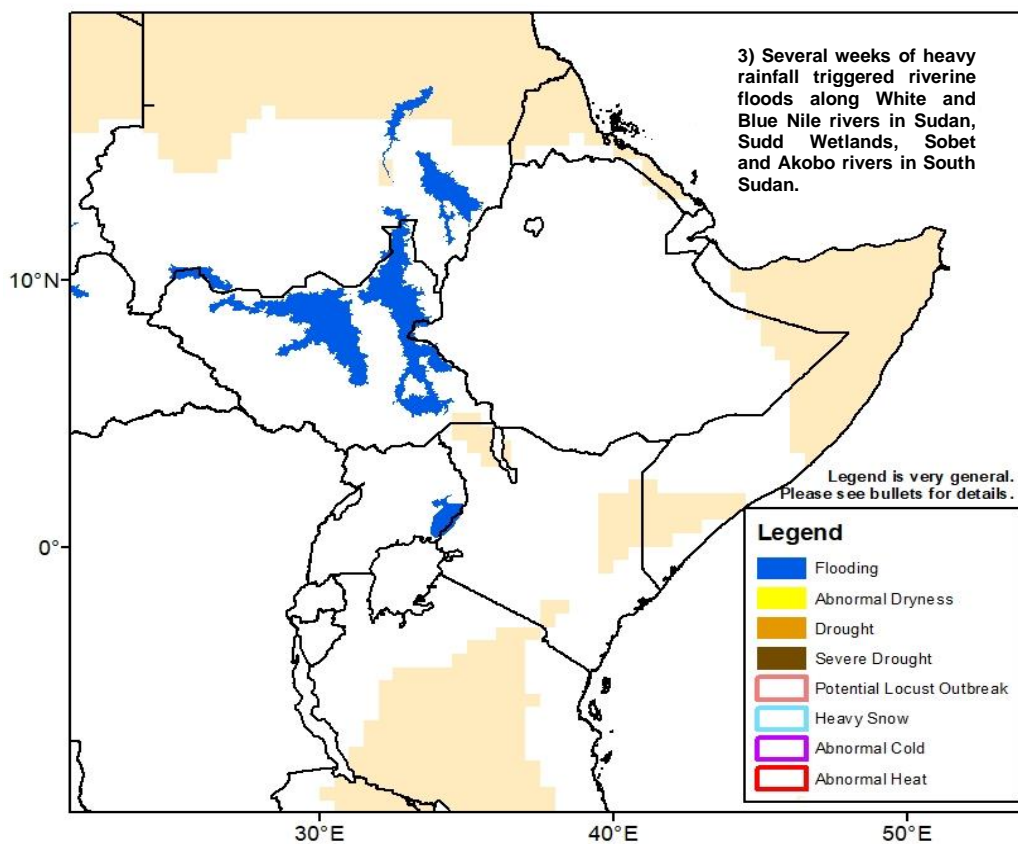 3) Several weeks of heavy
rainfall triggered riverine
floods along White and
Blue Nile rivers in Sudan,
Sudd Wetlands, Sobet
and Akobo rivers in South
Sudan.
10°N
0°
Legend is very general.
Please see bullets for details.
Legend
Flooding
Abnormal Dryness
Drought
Severe Drought
Potential Locust Outbreak
Heavy Snow
Abnormal Cold
Abnormal Heat
30°E
40°E
50°E